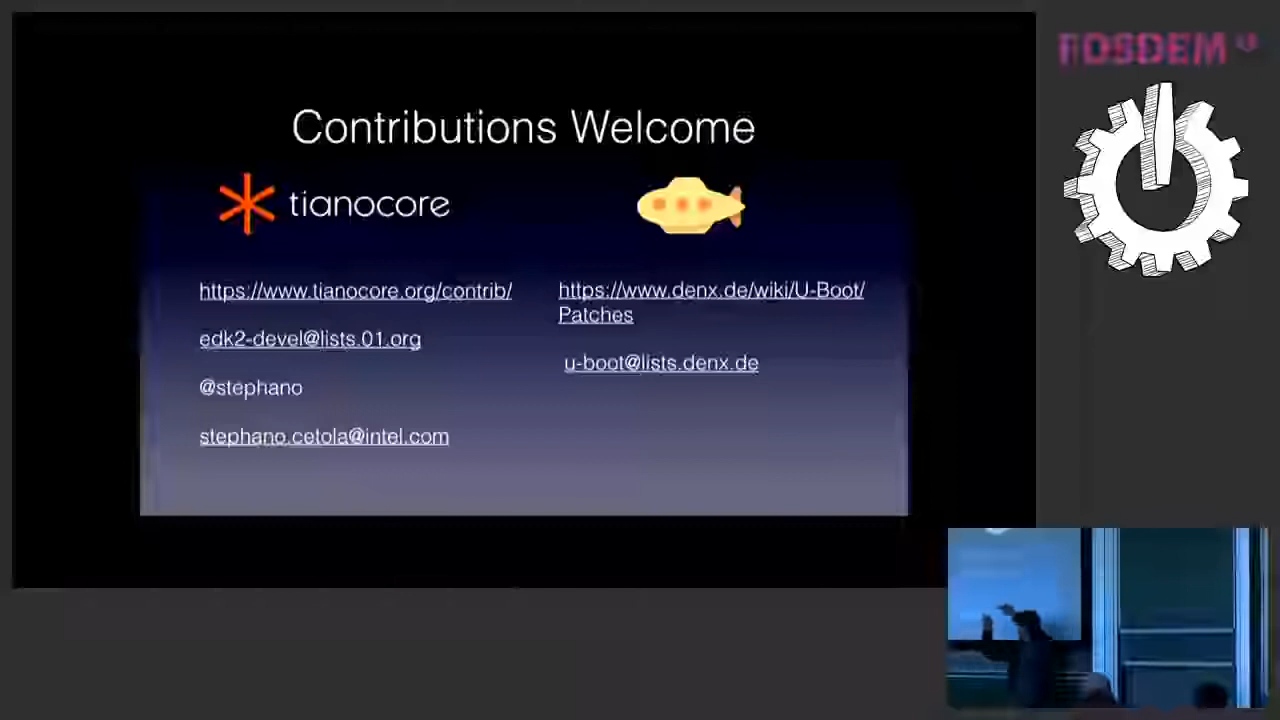 Contributions Welcome
tianocore
https://www.tianocore.org/contrib/
edk2-devel@lists.01.org
@stephano
stephano.cetola@intel.com
https://www.denx.de/wiki/U-Boot/
Patches
u-boot@lists.denx.de
FOSDEM